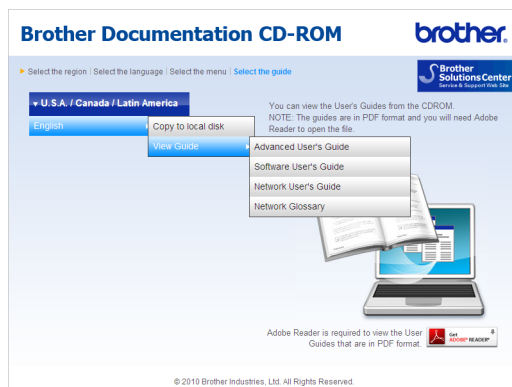 Brother Documentation CD-ROM
brother.
Select the region | Select the language | Select the menu | Select the guide
Brother
SolutionsCenter
Service & Support Web Site
U.S.A. / Canada / Latin America
You can view the User's Guides from the CDROM.
NOTE: The guides are in PDF format and you will need Adobe
Reader to open the file.
English
Copy to local disk
View Guide
Advanced User's Guide
Software User's Guide
Network User's Guide
Network Glossary
Adobe Reader is required to view the User
Guides that are in PDF format.
Get
ADOBE® READER®
© 2010 Brother Industries, Ltd. All Rights Reserved.